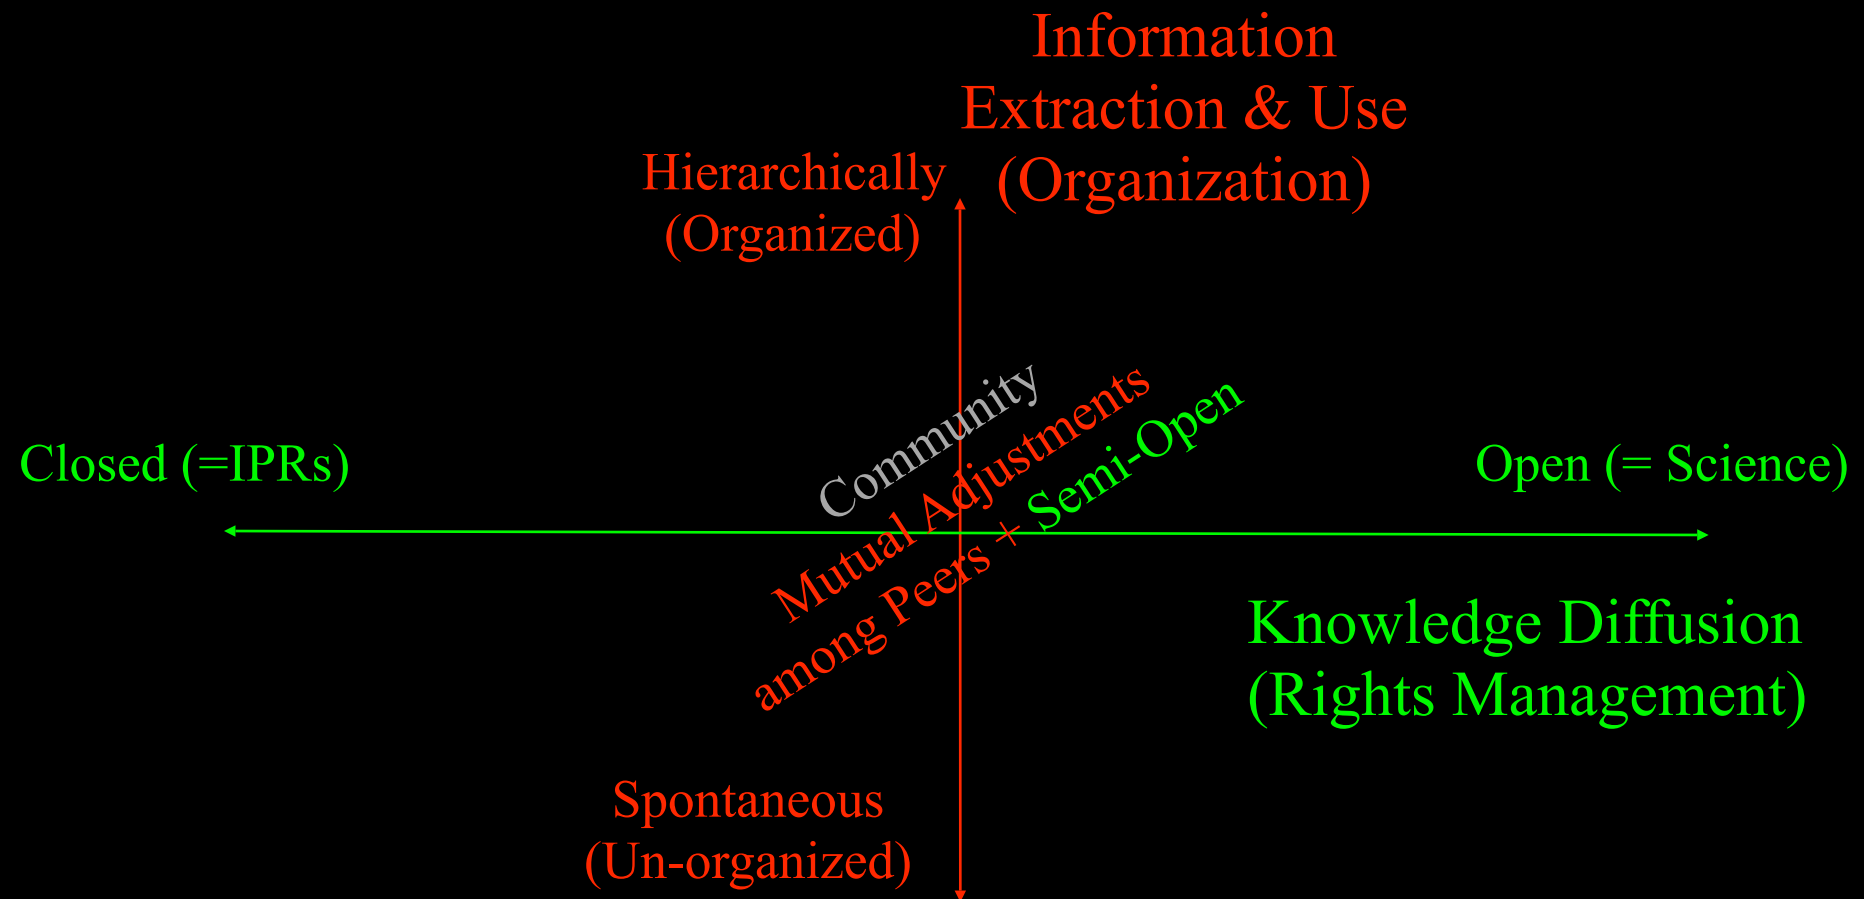 Information
Extraction & Use
(Organization)
Hierarchically
(Organized)
Community
Mutual Adjustments
among Peers + Semi-Open
Closed (=IPRs)
Open (= Science)
Knowledge Diffusion
(Rights Management)
Spontaneous
(Un-organized)